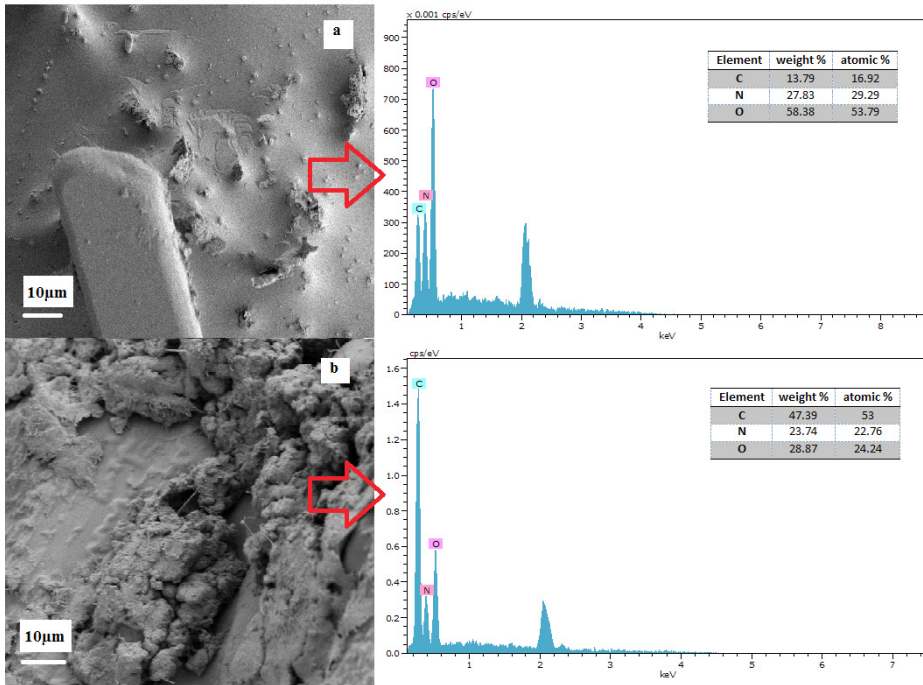 a
10µm
x 0.001 cps/eV
900
800
700
600
500
400
300
200
100
0
O
N
C
1 2 3 4 5 6 7 8
keV
Element weight % atomic %
C 13.79 16.92
N 27.83 29.29
O 58.38 53.79
b
10µm
cps/eV
1.6
1.4
1.2
1.0
0.8
0.6
0.4
0.2
0.0
C
O
N
1 2 3 4 5 6 7
keV
Element weight % atomic %
C 47.39 53
N 23.74 22.76
O 28.87 24.24